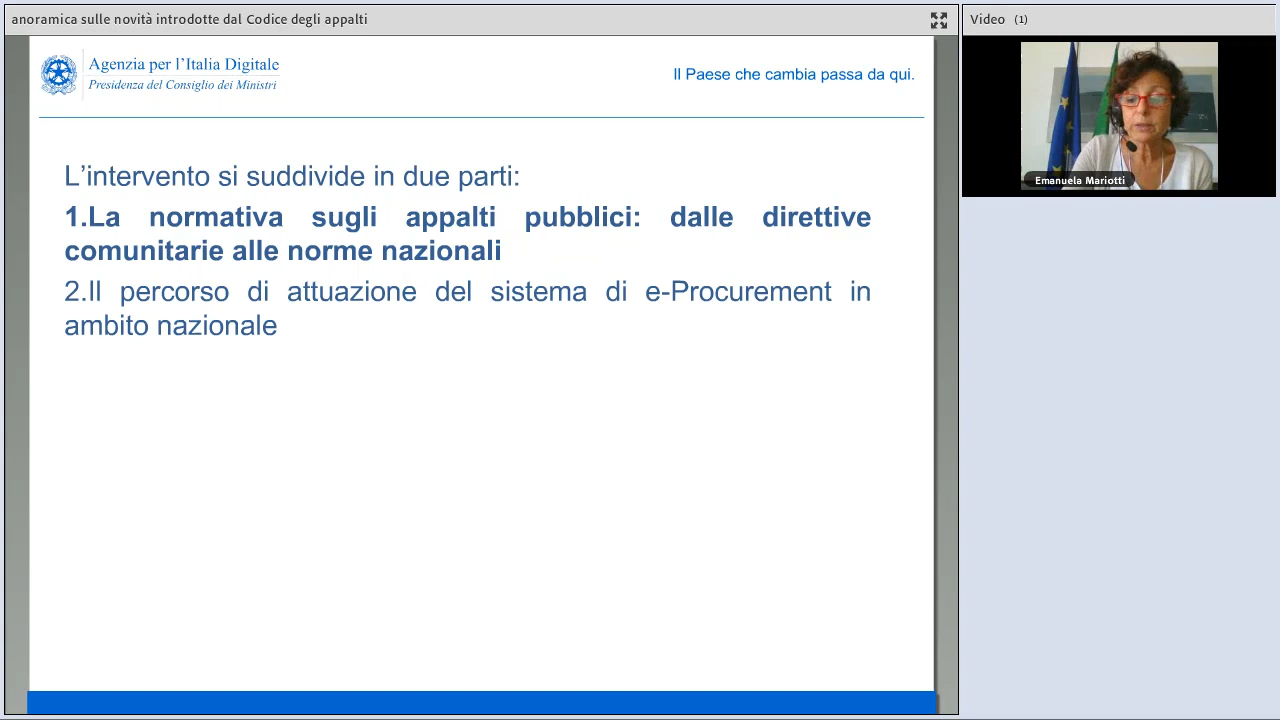 anoramica sulle novità introdotte dal Codice degli appalti
Video (1)
Agenzia per l'Italia Digitale
Presidenza del Consiglio dei Ministri
Il Paese che cambia passa da qui.
Emanuela Mariotti
L’intervento si suddivide in due parti:
1.La normativa sugli appalti pubblici: dalle direttive
comunitarie alle norme nazionali
2.Il percorso di attuazione del sistema di e-Procurement in
ambito nazionale